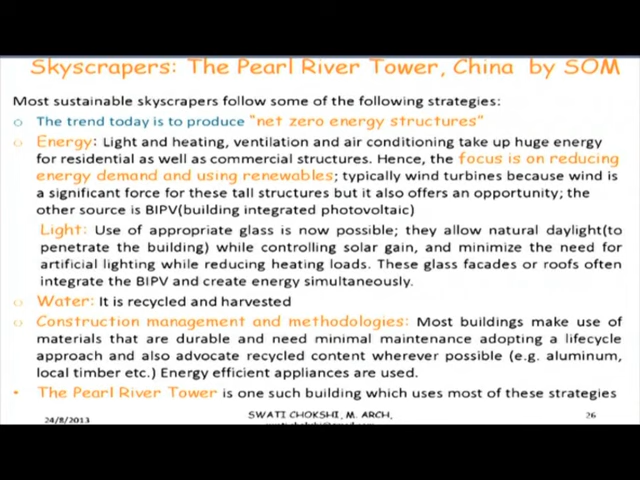 Skyscrapers: The Pearl River Tower, China by SOM
Most sustainable skyscrapers follow some of the following strategies:
o The trend today is to produce "net zero energy structures"
o Energy: Light and heating, ventilation and air conditioning take up huge energy
for residential as well as commercial structures. Hence, the focus is on reducing
energy demand and using renewables; typically wind turbines because wind is
a significant force for these tall structures but it also offers an opportunity; the
other source is BIPV(building integrated photovoltaic)
Light: Use of appropriate glass is now possible; they allow natural daylight(to
penetrate the building) while controlling solar gain, and minimize the need for
artificial lighting while reducing heating loads. These glass facades or roofs often
integrate the BIPV and create energy simultaneously.
o Water: It is recycled and harvested
o Construction management and methodologies: Most buildings make use of
materials that are durable and need minimal maintenance adopting a lifecycle
approach and also advocate recycled content wherever possible (e.g. aluminum,
local timber etc.) Energy efficient appliances are used.
• The Pearl River Tower is one such building which uses most of these strategies
24/8/2013
SWATI CHOKSHI, M. ARCH,
26